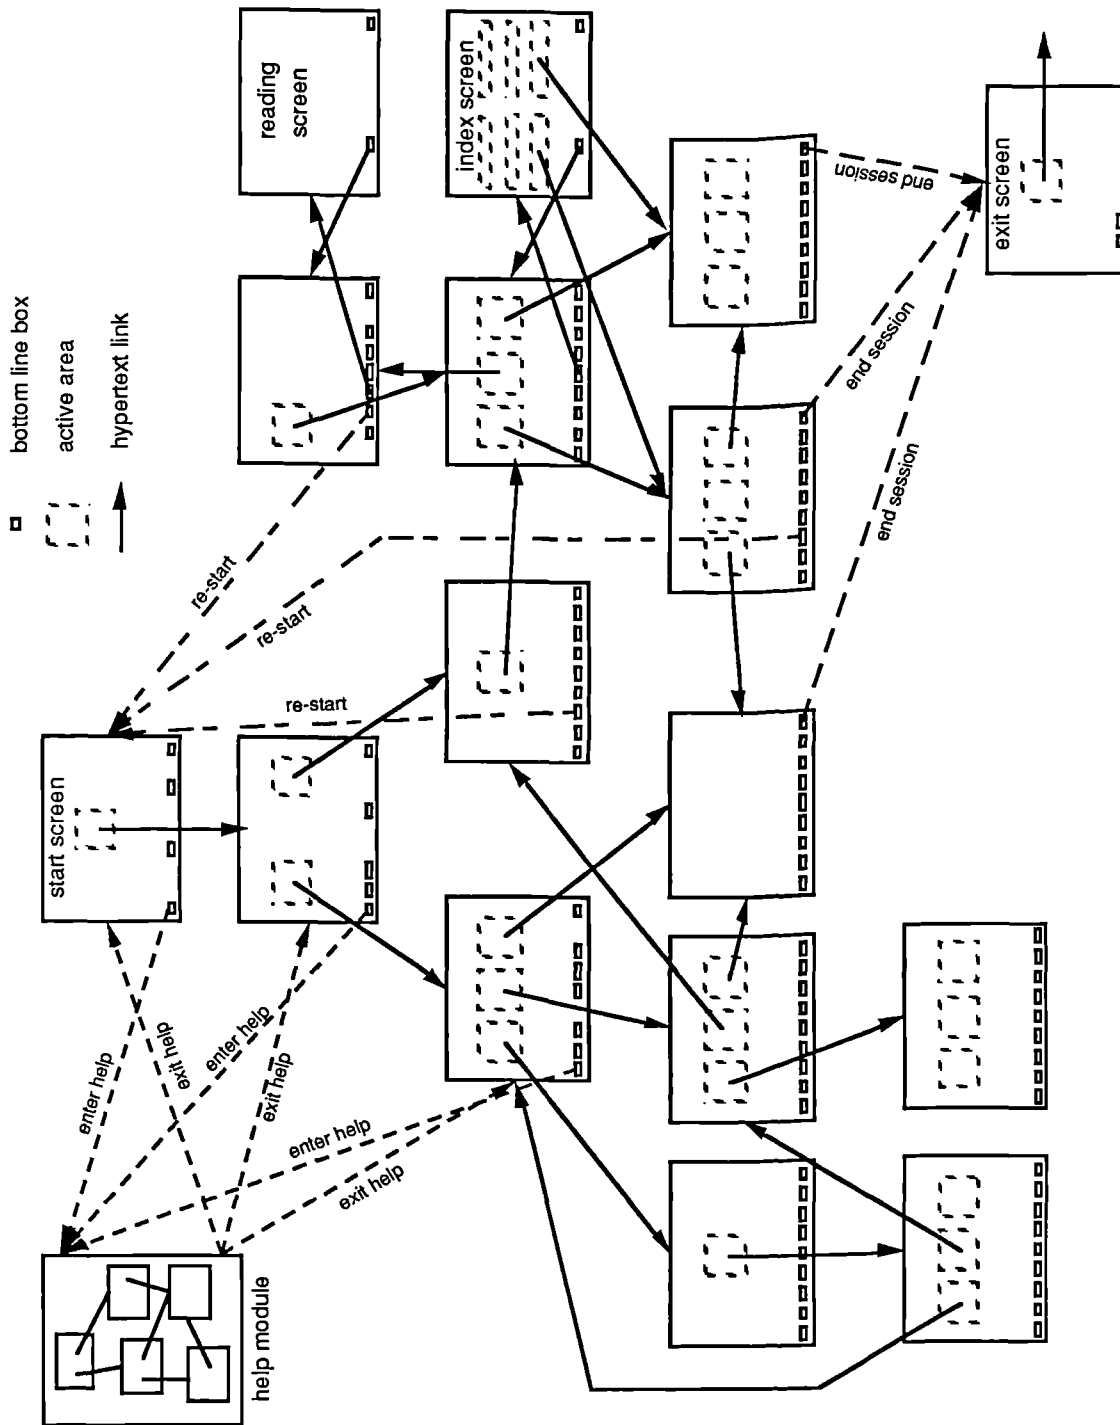 bottom line box
active area
hypertext link
start screen
reading
screen
index screen
exit screen
help module
enter help
exit help
enter help
exit help
enter help
exit help
re-start
re-start
re-start
end session
end session
end session